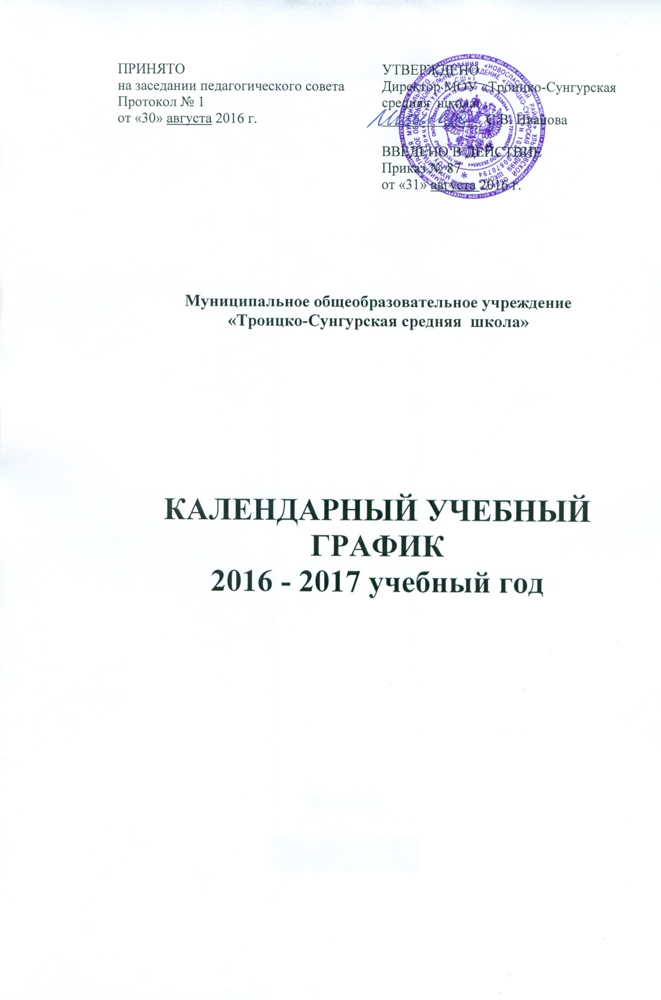 ПРИНЯТО
на заседании педагогического совета
Протокол № 1
от «30» августа 2016 г.
УТВЕРЖДЕНО
Директор МОУ «Троицко-Сунгурская
средняя школа»
С.В. Иванова
ВВЕДЕНО В ДЕЙСТВИЕ
Приказ № 87
от «31» августа 2016 г.
Муниципальное общеобразовательное учреждение
«Троицко-Сунгурская средняя школа»
КАЛЕНДАРНЫЙ УЧЕБНЫЙ
ГРАФИК
2016 - 2017 учебный год